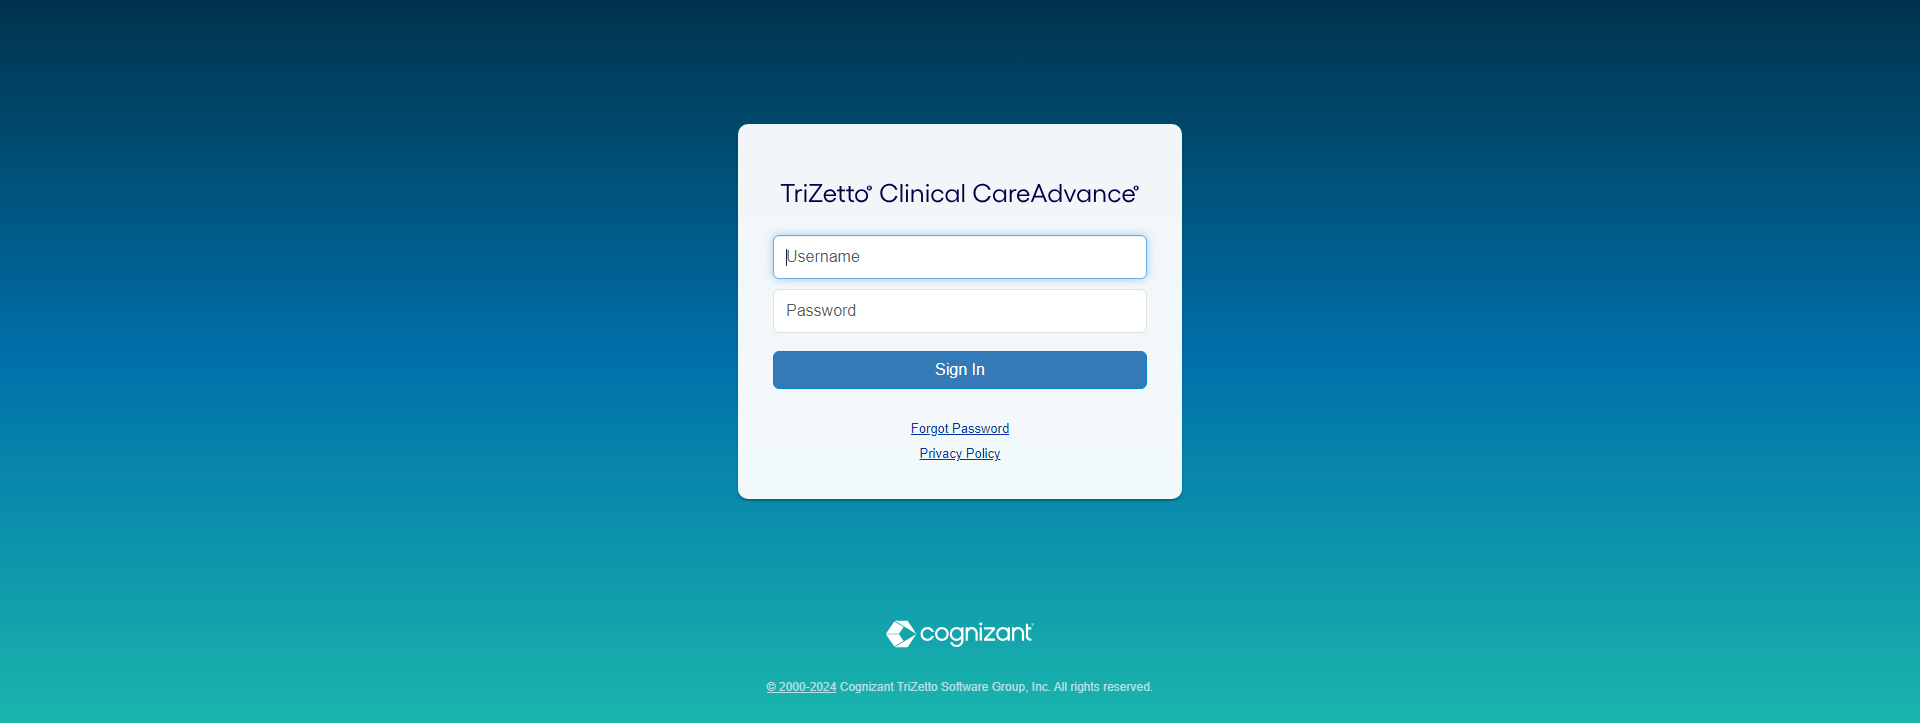 TriZetto® Clinical CareAdvance®
Username
Password
Sign In
Forgot Password
Privacy Policy
cognizant
© 2000-2024 Cognizant TriZetto Software Group, Inc. All rights reserved.